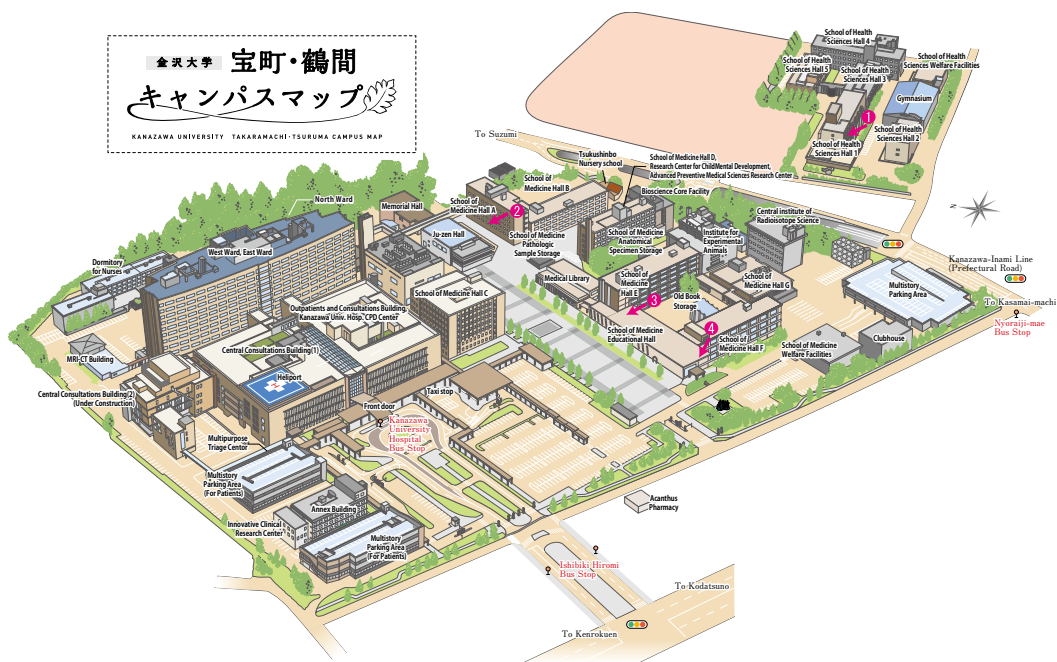 金沢大学 宝町・鶴間
キャンパスマップ
KANAZAWA UNIVERSITY TAKARAMACHI・TSURUMA CAMPUS MAP
School of Health
Sciences Hall 4
School of Health
Sciences Hall 5
School of Health
Sciences Hall 3
School of Health
Sciences Welfare Facilities
Gymnasium
1
School of Health
Sciences Hall 2
School of Health
Sciences Hall 1
To Suzumi
Tsukushinbo
Nursery school
School of Medicine Hall D,
Research Center for ChildMental Development,
Advanced Preventive Medical Sciences Research Center
School of
Medicine Hall B
Bioscience Core Facility
North Ward
Memorial Hall
School of
Medicine Hall A
2
Central institute of
Radioisotope Science
Ju-zen Hall
School of Medicine
Pathologic
Sample Storage
School of Medicine
Anatomical
Specimen Storage
Institute for
Experimental
Animals
N
West Ward, East Ward
Dormitory
for Nurses
Kanazawa-Inami Line
(Prefectural Road)
Medical Library
School of
Medicine
Hall E
School of
Medicine Hall G
Multistory
Parking Area
To Kasamai-machi
School of Medicine Hall C
Old Book
Storage
3
Outpatients and Consultations Building,
Kanazawa Univ. Hosp. CPD Center
Nyoraiji-mae
Bus Stop
School of Medicine
Educational Hall
4
School of
Medicine Hall F
Clubhouse
School of Medicine
Welfare Facilities
Central Consultations Building(1)
MRI-CT Building
Heliport
Central Consultations Building(2)
(Under Construction)
Taxi stop
Front door
Kanazawa
University
Hospital
Bus Stop
Multipurpose
Triage Centor
Multistory
Parking Area
(For Patients)
Acanthus
Pharmacy
Annex Building
Innovative Clinical
Research Center
Multistory
Parking Area
(For Patients)
Ishibiki Hiromi
Bus Stop
To Kodatsuno
To Kenrokuen